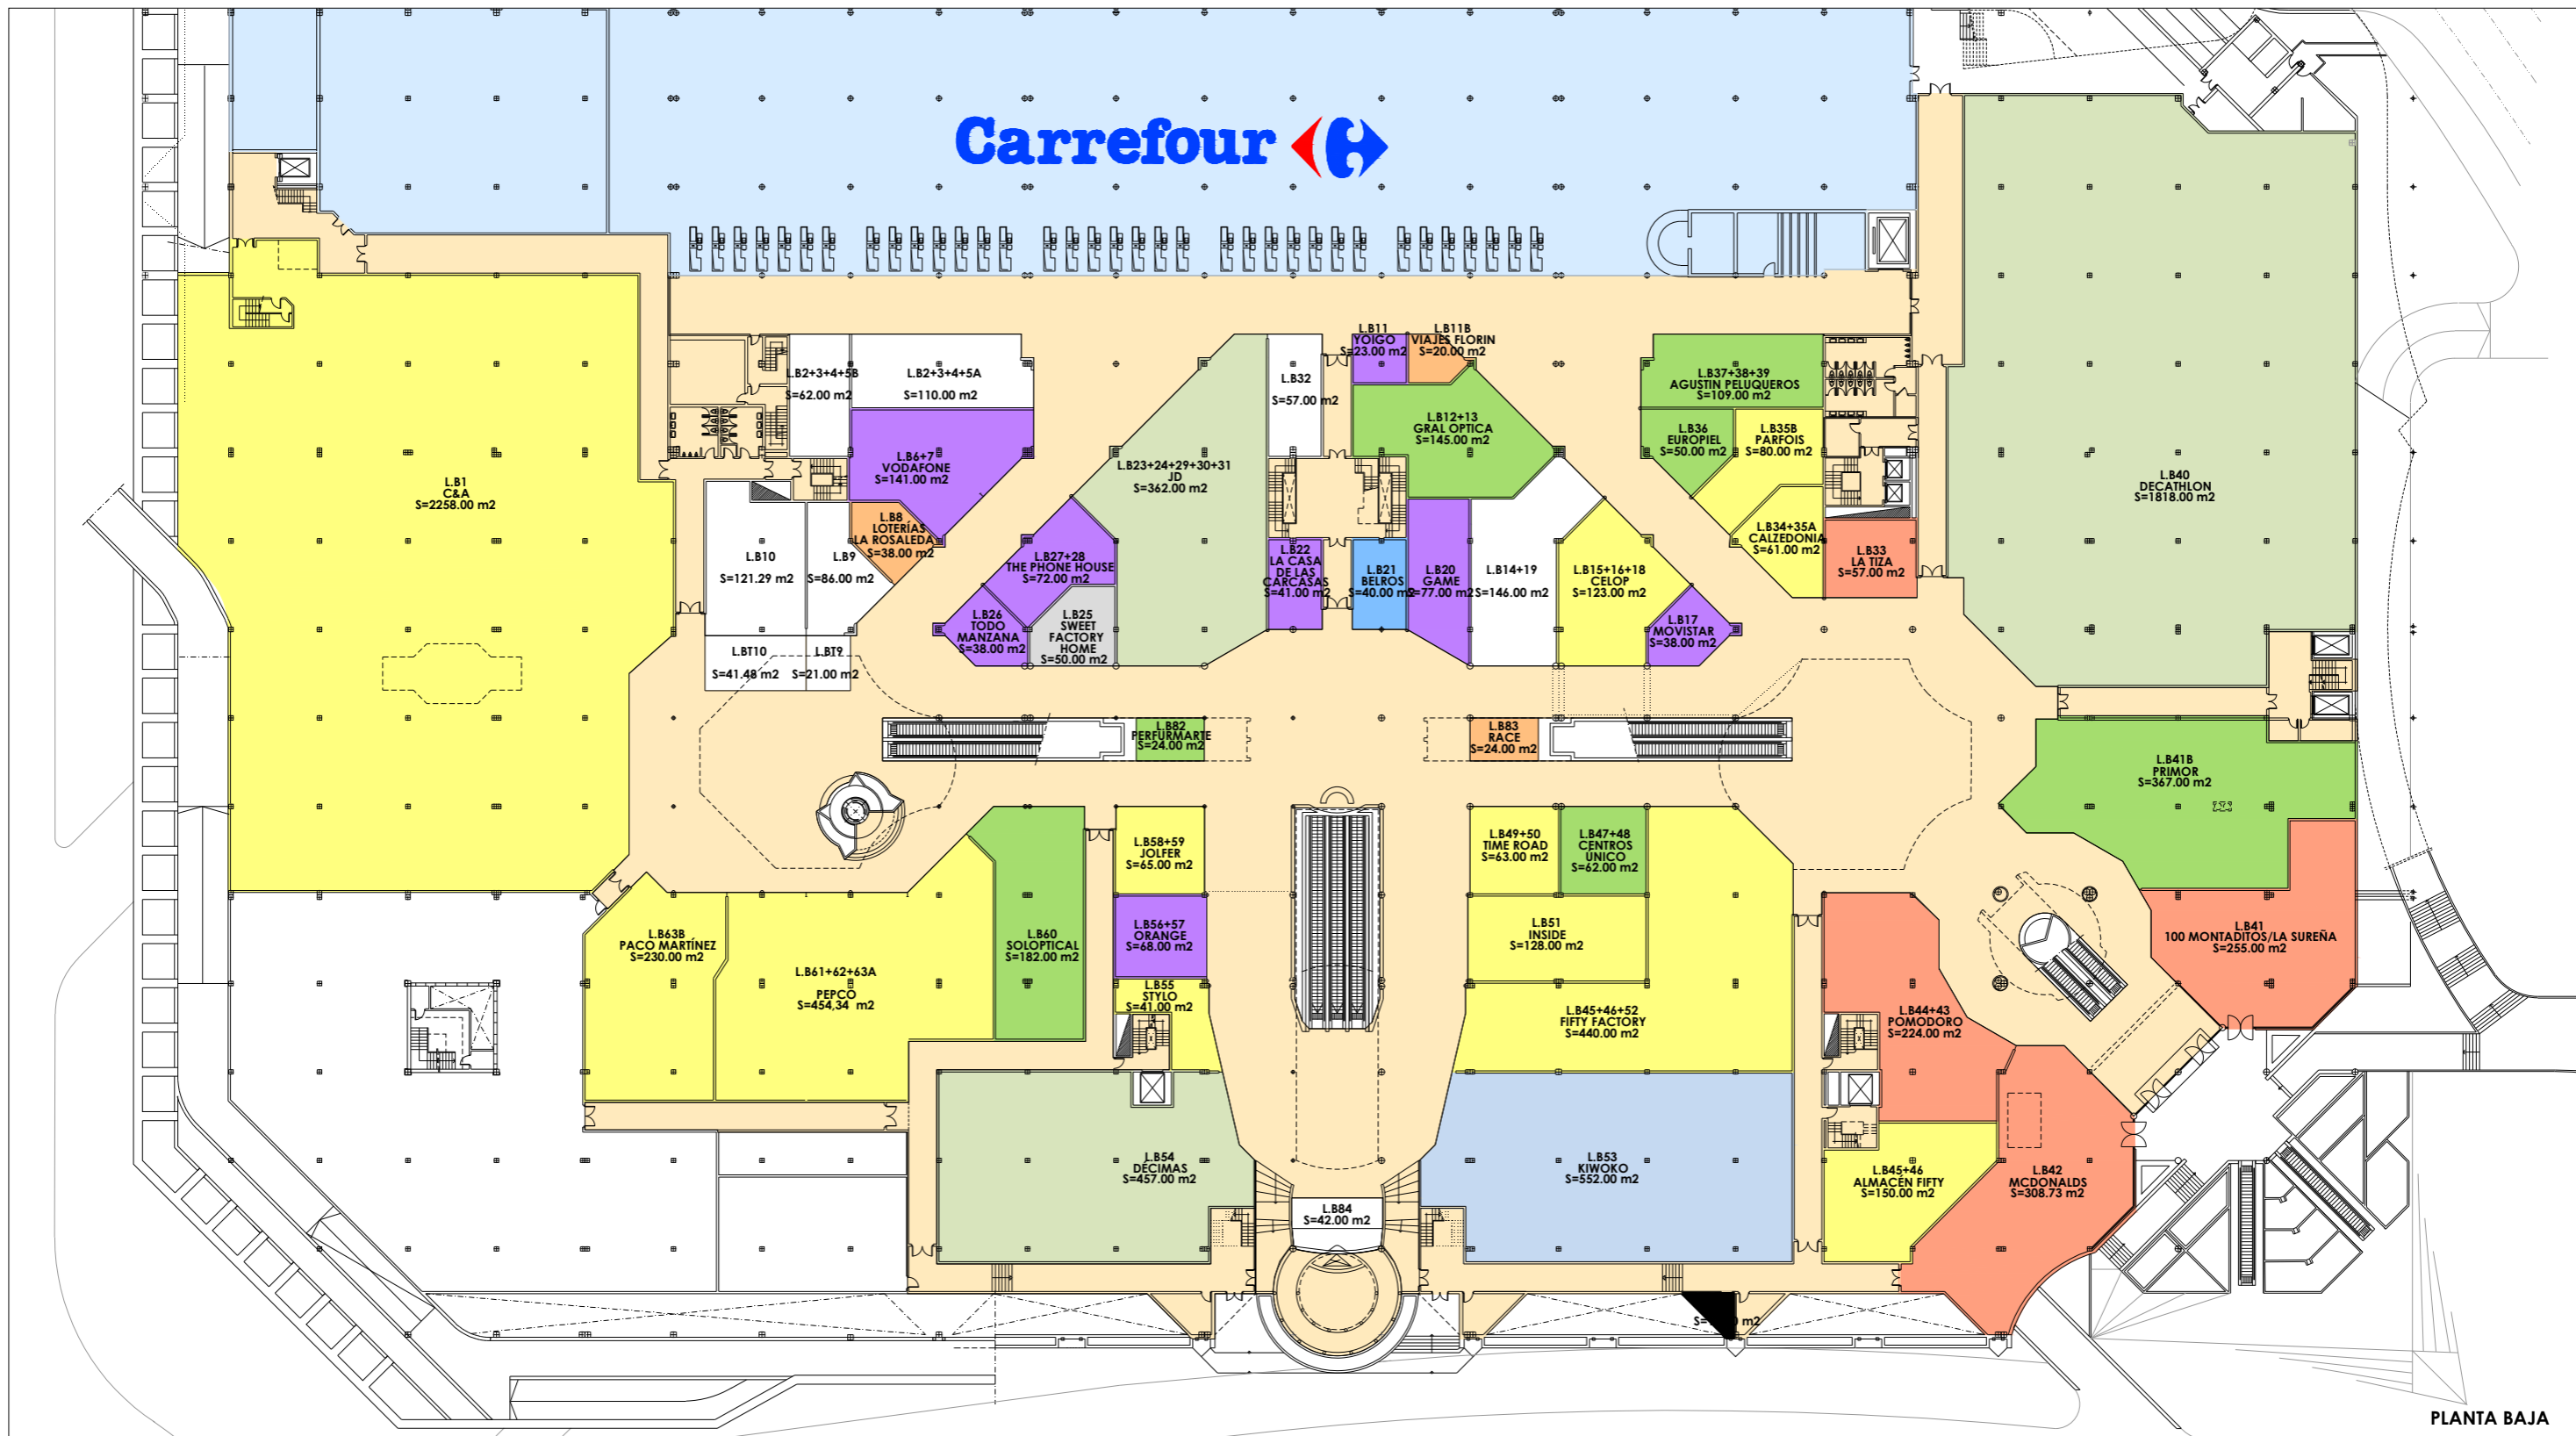 Carrefour
L.B1
C&A
S=2258.00 m2
L.B2+3+4+5B
S=62.00 m2
L.B2+3+4+5A
S=110.00 m2
L.B6+7
VODAFONE
S=141.00 m2
L.B8
LOTERÍAS
LA ROSALEDA
S=38.00 m2
L.B10
S=121.29 m2
L.B9
S=86.00 m2
L.BT10
S=41.48 m2
L.BT9
S=21.00 m2
L.B23+24+29+30+31
JD
S=362.00 m2
L.B27+28
THE PHONE HOUSE
S=72.00 m2
L.B26
TODO
MANZANA
S=38.00 m2
L.B25
SWEET
FACTORY
HOME
S=50.00 m2
L.B32
S=57.00 m2
L.B22
LA CASA
DE LAS
CARCASAS
S=41.00 m2
L.B11
YOIGO
S=23.00 m2
L.B11B
VIAJES FLORIN
S=20.00 m2
L.B12+13
GRAL OPTICA
S=145.00 m2
L.B21
BELROS
S=40.00 m2
L.B20
GAME
S=77.00 m2
L.B14+19
S=146.00 m2
L.B15+16+18
CELOP
S=123.00 m2
L.B17
MOVISTAR
S=38.00 m2
L.B37+38+39
AGUSTIN PELUQUEROS
S=109.00 m2
L.B36
EUROPIEL
S=50.00 m2
L.B35B
PARFOIS
S=80.00 m2
L.B34+35A
CALZEDONIA
S=61.00 m2
L.B33
LA TIZA
S=57.00 m2
L.B40
DECATHLON
S=1818.00 m2
L.B82
PERFURMARTE
S=24.00 m2
L.B83
RACE
S=24.00 m2
L.B41B
PRIMOR
S=367.00 m2
L.B41
100 MONTADITOS/LA SUREÑA
S=255.00 m2
L.B63B
PACO MARTÍNEZ
S=230.00 m2
L.B61+62+63A
PEPCO
S=454,34 m2
L.B60
SOLOPTICAL
S=182.00 m2
L.B58+59
JOLFER
S=65.00 m2
L.B56+57
ORANGE
S=68.00 m2
L.B55
STYLO
S=41.00 m2
L.B54
DÉCIMAS
S=457.00 m2
L.B49+50
TIME ROAD
S=63.00 m2
L.B47+48
CENTROS
ÚNICO
S=62.00 m2
L.B51
INSIDE
S=128.00 m2
L.B45+46+52
FIFTY FACTORY
S=440.00 m2
L.B53
KIWOKO
S=552.00 m2
L.B44+43
POMODORO
S=224.00 m2
L.B45+46
ALMACÉN FIFTY
S=150.00 m2
L.B42
MCDONALDS
S=308.73 m2
L.B84
S=42.00 m2
PLANTA BAJA